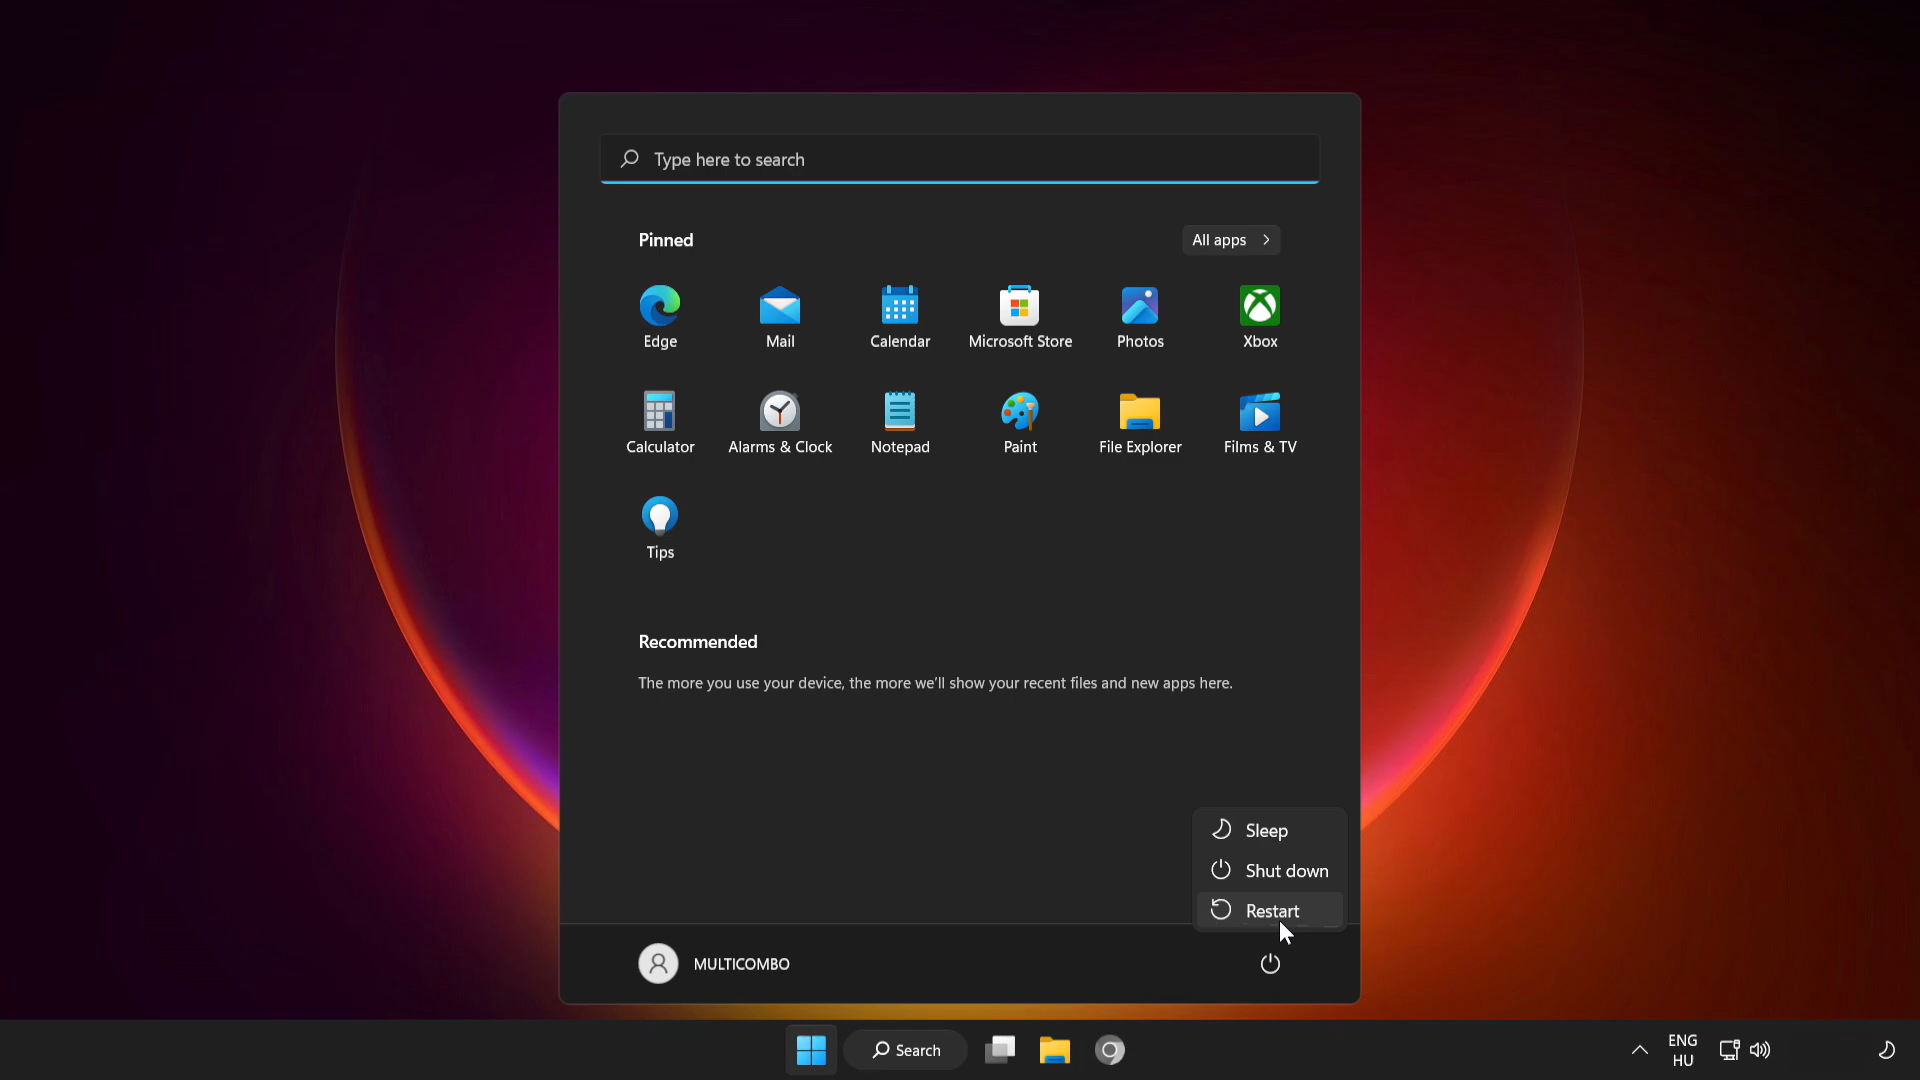 Type here to search
Pinned
All apps
Edge
Mail
Calendar
Microsoft Store
Photos
Xbox
Calculator
Alarms & Clock
Notepad
Paint
File Explorer
Films & TV
Tips
Recommended
The more you use your device, the more we'll show your recent files and new apps here.
Sleep
Shut down
Restart
MULTICOMBO
Search
ENG
HU